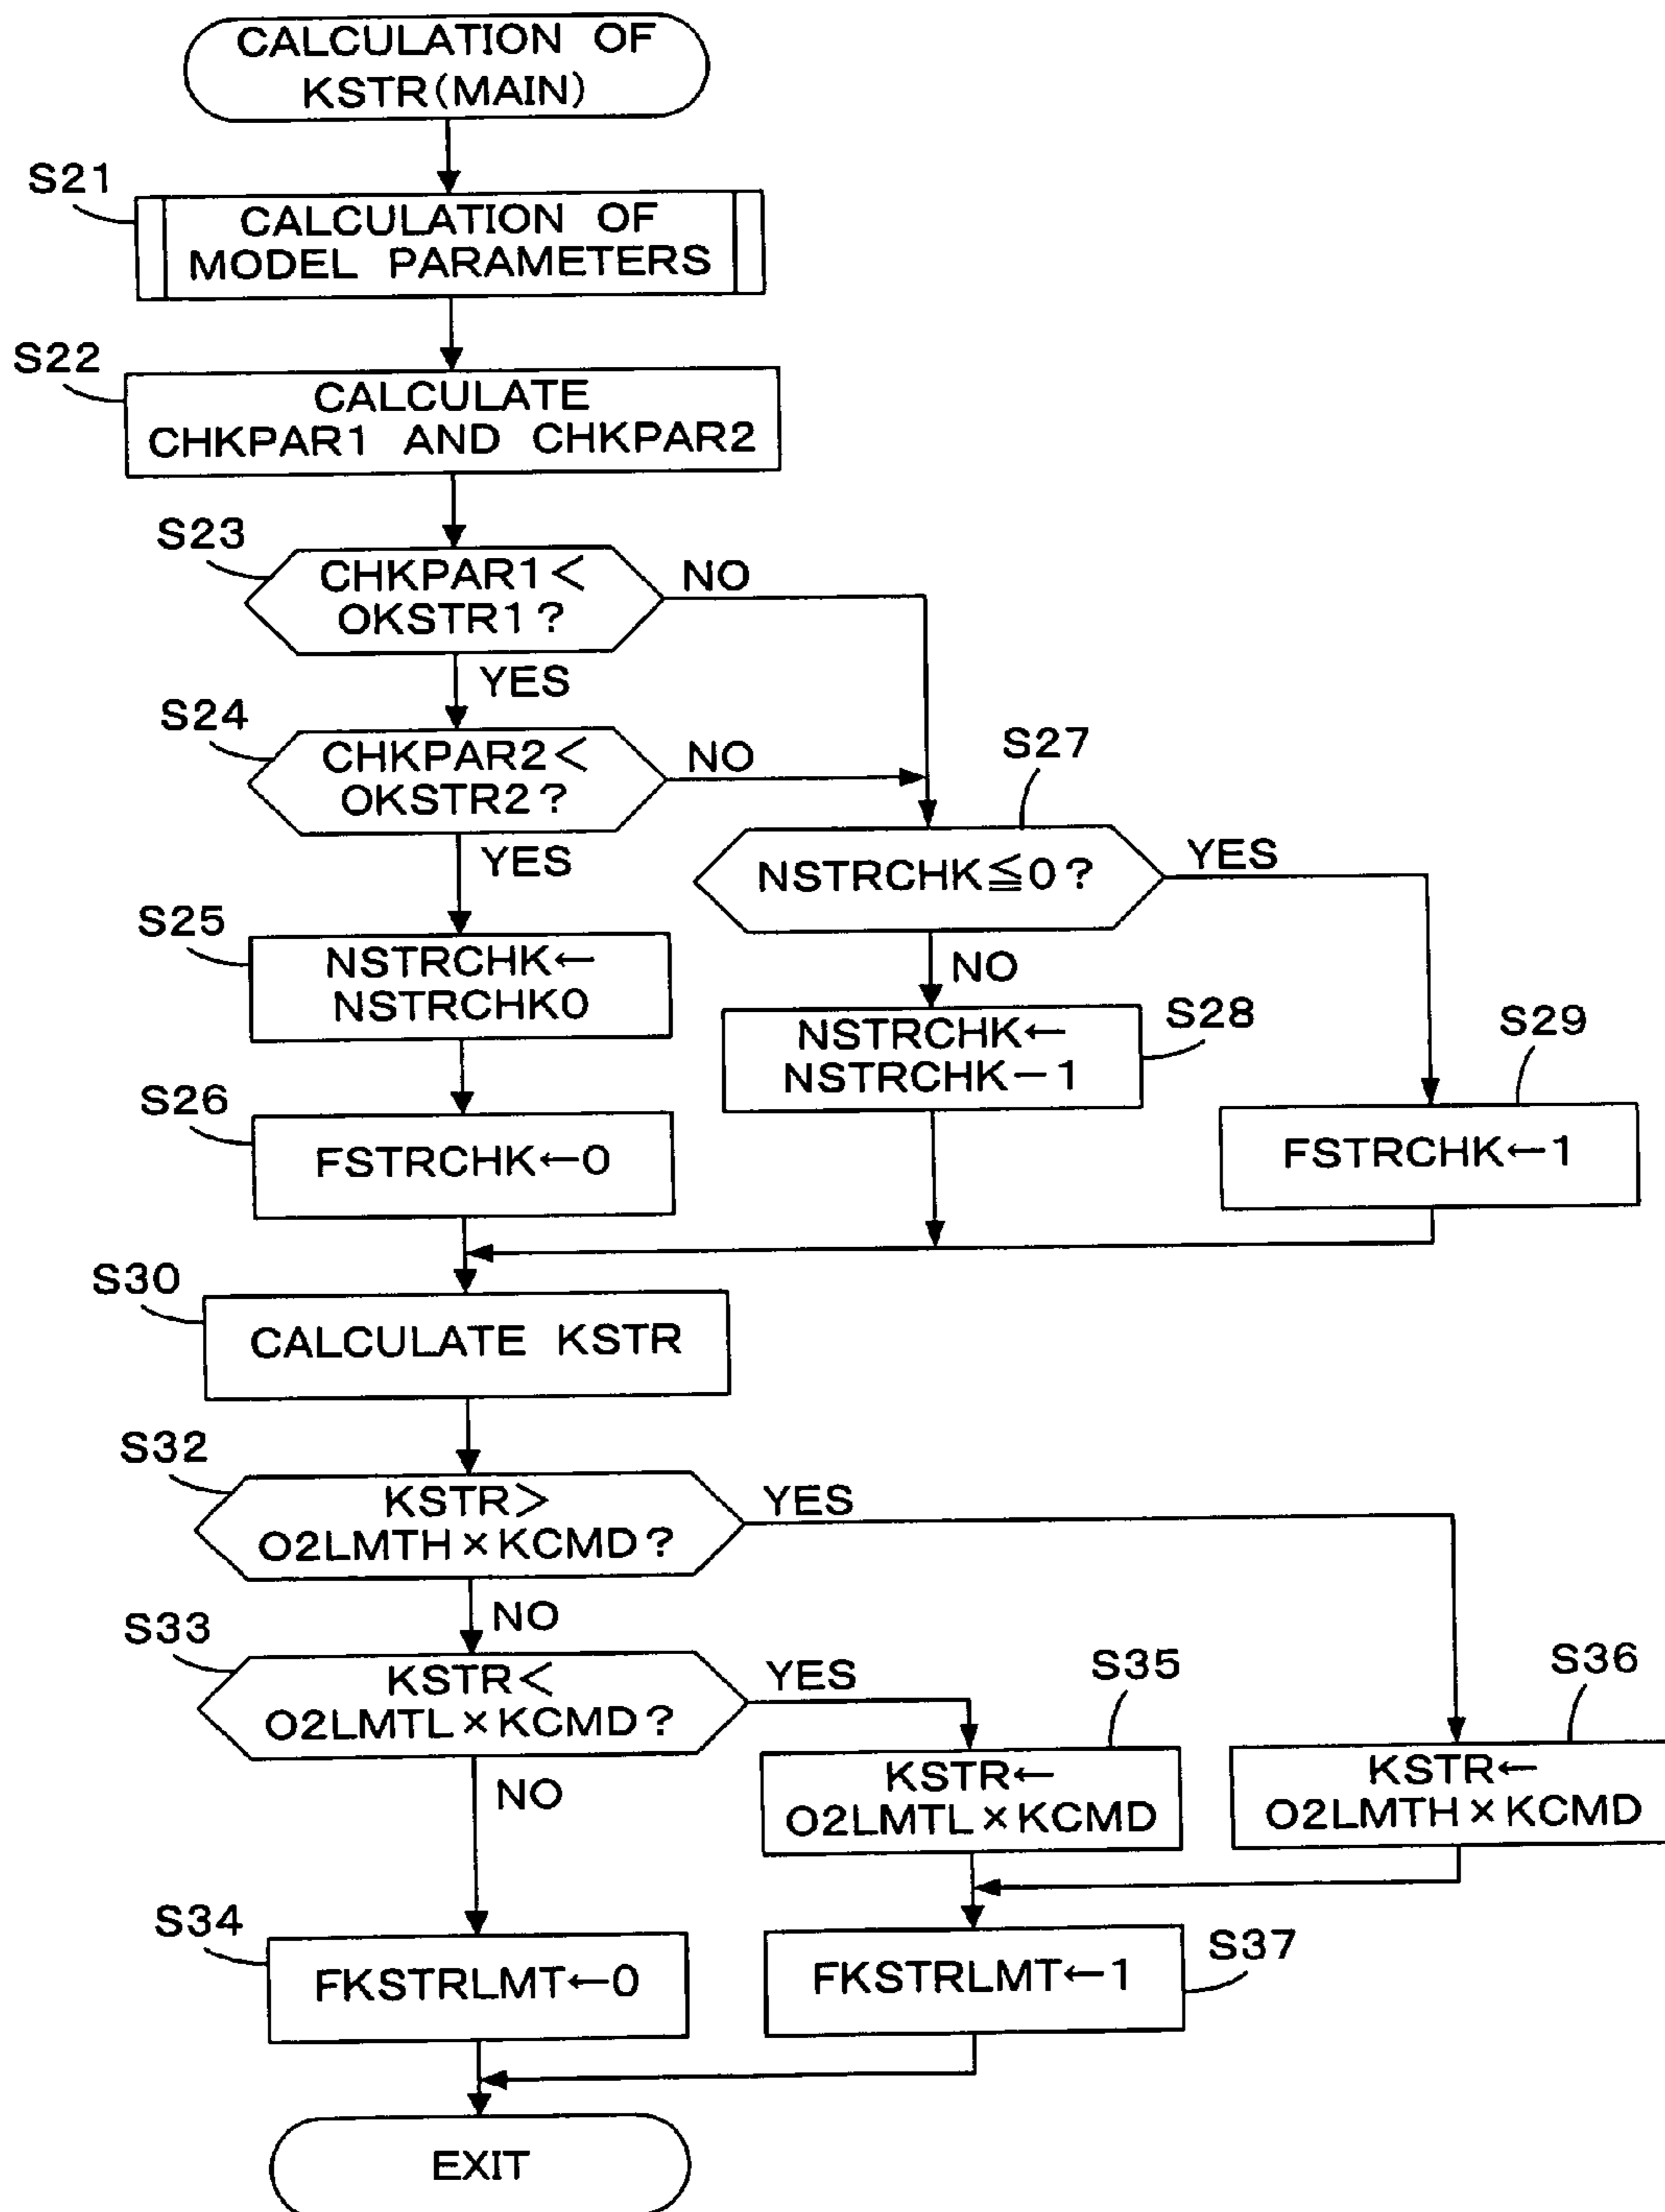 CALCULATION OF
KSTR(MAIN)
S21
CALCULATION OF
MODEL PARAMETERS
S22
CALCULATE
CHKPAR1 AND CHKPAR2
S23
CHKPAR1<
OKSTR1?
NO
YES
S24
CHKPAR2<
OKSTR2?
NO
YES
S27
NSTRCHK≦0?
YES
NO
S25
NSTRCHK←
NSTRCHK0
S28
NSTRCHK←
NSTRCHK−1
S29
FSTRCHK←1
S26
FSTRCHK←0
S30
CALCULATE KSTR
S32
KSTR>
O2LMTH×KCMD?
YES
NO
S33
KSTR<
O2LMTL×KCMD?
YES
NO
S35
KSTR←
O2LMTL×KCMD
S36
KSTR←
O2LMTH×KCMD
S34
FKSTRLMT←0
S37
FKSTRLMT←1
EXIT